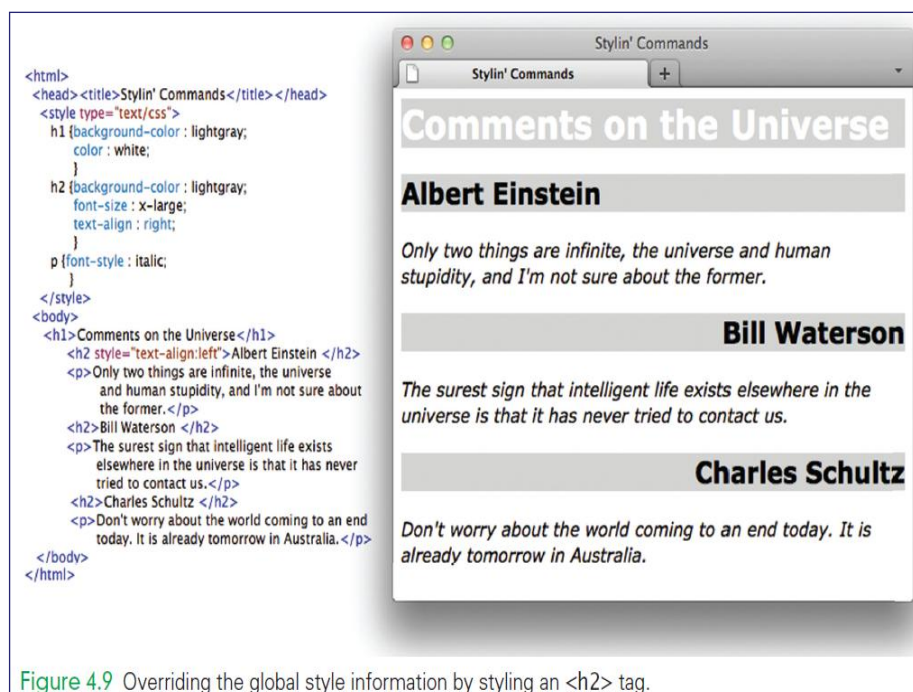 <html>
<head><title>Stylin' Commands</title></head>
<style type="text/css">
h1 {background-color : lightgray;
color : white;
}
h2 {background-color : lightgray;
font-size : x-large;
text-align : right;
}
p {font-style : italic;
}
</style>
<body>
<h1>Comments on the Universe</h1>
<h2 style="text-align:left">Albert Einstein </h2>
<p>Only two things are infinite, the universe
and human stupidity, and I'm not sure about
the former.</p>
<h2>Bill Waterson </h2>
<p>The surest sign that intelligent life exists
elsewhere in the universe is that it has never
tried to contact us.</p>
<h2>Charles Schultz </h2>
<p>Don't worry about the world coming to an end
today. It is already tomorrow in Australia.</p>
</body>
</html>
Stylin' Commands
Stylin' Commands +
Comments on the Universe
Albert Einstein
Only two things are infinite, the universe and human
stupidity, and I'm not sure about the former.
Bill Waterson
The surest sign that intelligent life exists elsewhere in the
universe is that it has never tried to contact us.
Charles Schultz
Don't worry about the world coming to an end today. It is
already tomorrow in Australia.
Figure 4.9 Overriding the global style information by styling an <h2> tag.